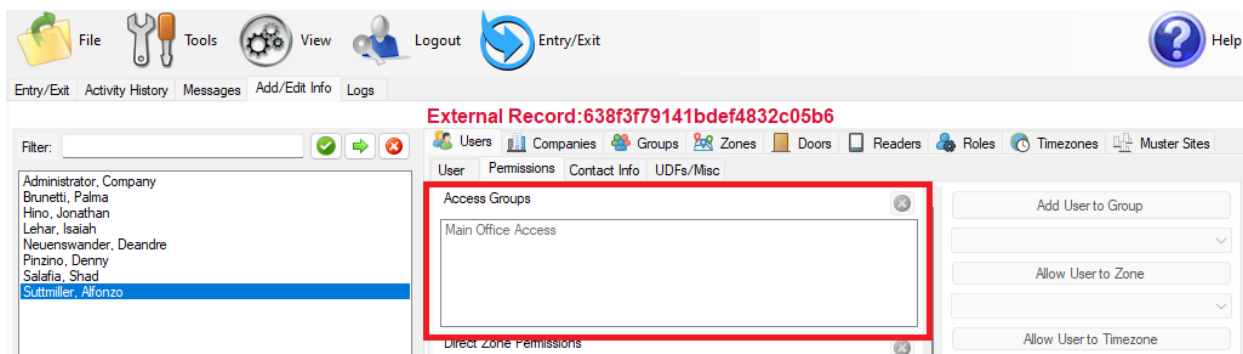 File Tools View Logout Entry/Exit Help
Entry/Exit Activity History Messages Add/Edit Info Logs
External Record:638f3f79141bdef4832c05b6
Filter:
Users Companies Groups Zones Doors Readers Roles Timezones Muster Sites
User Permissions Contact Info UDFs/Misc
Administrator, Company
Brunetti, Palma
Hino, Jonathan
Lehar, Isaiah
Neuenswander, Deandre
Pinzino, Denny
Salafia, Shad
Suttmiller, Alfonzo
Access Groups
Main Office Access
Direct Zone Permissions
Add User to Group
Allow User to Zone
Allow User to Timezone